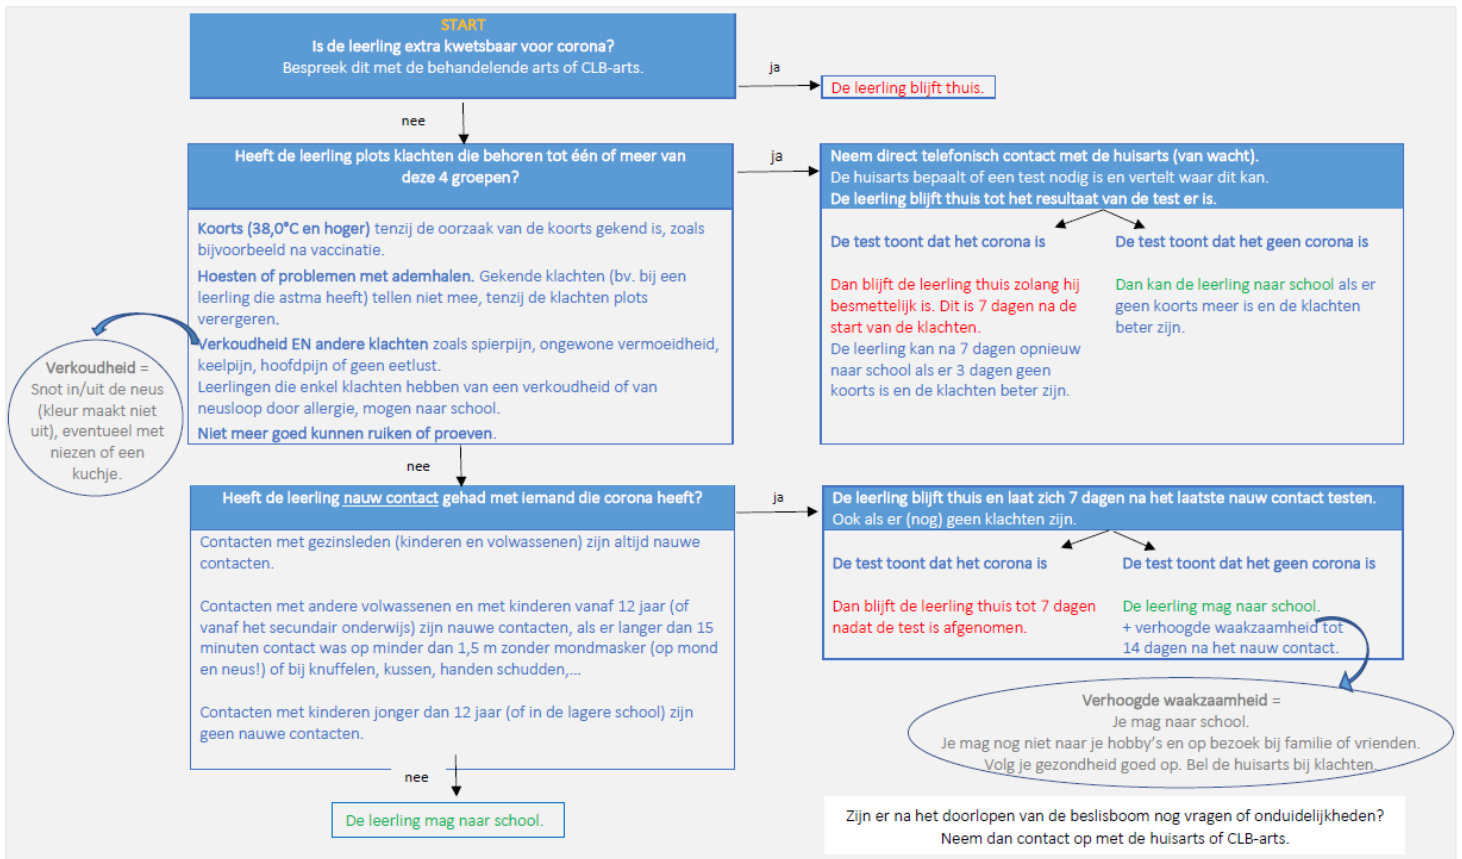 START
Is de leerling extra kwetsbaar voor corona?
Bespreek dit met de behandelende arts of CLB-arts.
ja
De leerling blijft thuis.
nee
Heeft de leerling plots klachten die behoren tot één of meer van
deze 4 groepen?
Koorts (38,0°C en hoger) tenzij de oorzaak van de koorts gekend is, zoals
bijvoorbeeld na vaccinatie.
Hoesten of problemen met ademhalen. Gekende klachten (bv. bij een
leerling die astma heeft) tellen niet mee, tenzij de klachten plots
verergeren.
Verkoudheid EN andere klachten zoals spierpijn, ongewone vermoeidheid,
keelpijn, hoofdpijn of geen eetlust.
Leerlingen die enkel klachten hebben van een verkoudheid of van
neusloop door allergie, mogen naar school.
Niet meer goed kunnen ruiken of proeven.
Verkoudheid =
Snot in/uit de neus
(kleur maakt niet
uit), eventueel met
niezen of een
kuchje.
ja
Neem direct telefonisch contact met de huisarts (van wacht).
De huisarts bepaalt of een test nodig is en vertelt waar dit kan.
De leerling blijft thuis tot het resultaat van de test er is.
De test toont dat het corona is
Dan blijft de leerling thuis zolang hij
besmettelijk is. Dit is 7 dagen na de
start van de klachten.
De leerling kan na 7 dagen opnieuw
naar school als er 3 dagen geen
koorts is en de klachten beter zijn.
De test toont dat het geen corona is
Dan kan de leerling naar school als er
geen koorts meer is en de klachten
beter zijn.
nee
Heeft de leerling nauw contact gehad met iemand die corona heeft?
Contacten met gezinsleden (kinderen en volwassenen) zijn altijd nauwe
contacten.
Contacten met andere volwassenen en met kinderen vanaf 12 jaar (of
vanaf het secundair onderwijs) zijn nauwe contacten, als er langer dan 15
minuten contact was op minder dan 1,5 m zonder mondmasker (op mond
en neus!) of bij knuffelen, kussen, handen schudden,...
Contacten met kinderen jonger dan 12 jaar (of in de lagere school) zijn
geen nauwe contacten.
ja
De leerling blijft thuis en laat zich 7 dagen na het laatste nauw contact testen.
Ook als er (nog) geen klachten zijn.
De test toont dat het corona is
Dan blijft de leerling thuis tot 7 dagen
nadat de test is afgenomen.
De test toont dat het geen corona is
De leerling mag naar school.
+ verhoogde waakzaamheid tot
14 dagen na het nauw contact.
Verhoogde waakzaamheid =
Je mag naar school.
Je mag nog niet naar je hobby's en op bezoek bij familie of vrienden.
Volg je gezondheid goed op. Bel de huisarts bij klachten.
nee
De leerling mag naar school.
Zijn er na het doorlopen van de beslisboom nog vragen of onduidelijkheden?
Neem dan contact op met de huisarts of CLB-arts.